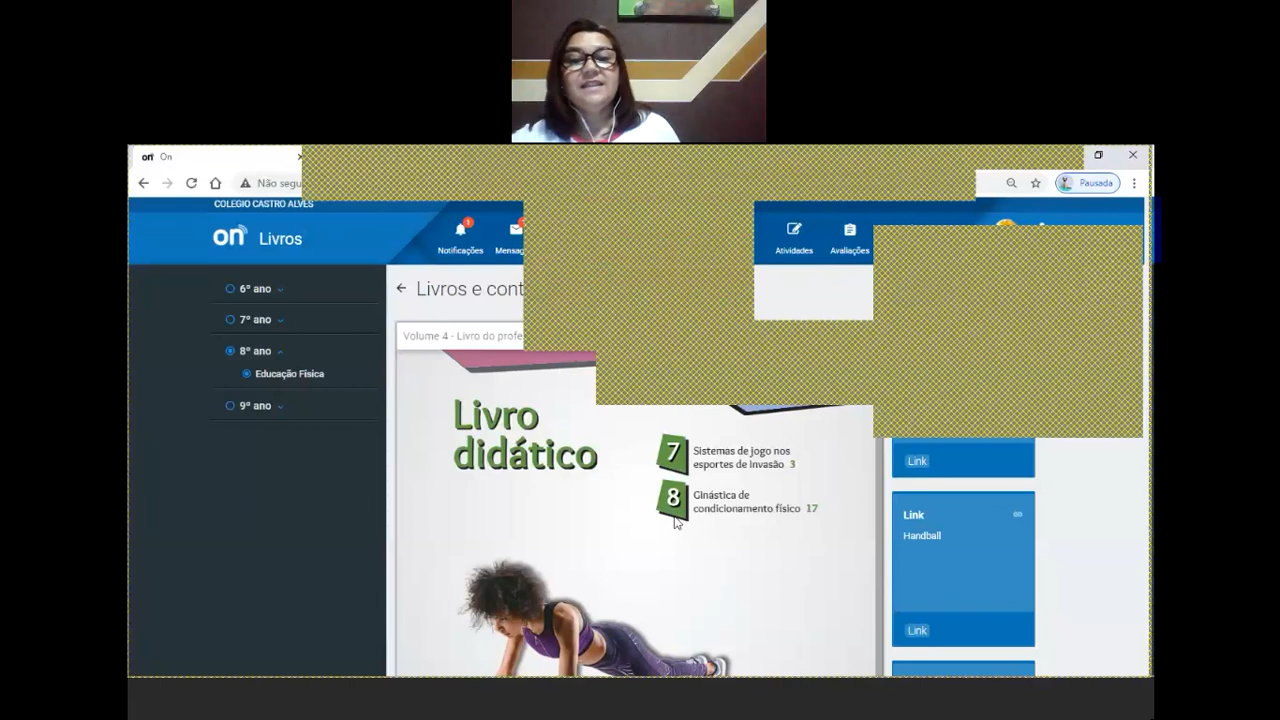 on On
Não segu
Pausada
COLEGIO CASTRO ALVES
on Livros
Notificações
1
Mensag
Atividades
Avaliações
6º ano
7º ano
8º ano
Educação Física
9º ano
Livros e cont
Volume 4 - Livro do profe
Livro
didático
7 Sistemas de jogo nos
esportes de invasão 3
8 Ginástica de
condicionamento físico 17
Link
Link
Handball
Link